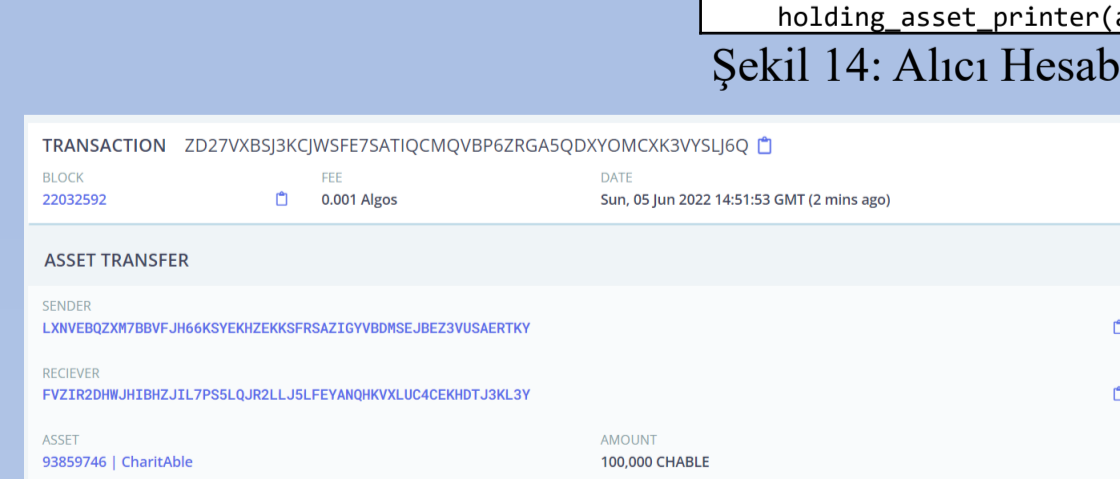 holding_asset_printer(
Şekil 14: Alıcı Hesab
TRANSACTION ZD27VXBSJ3KCJWSFE7SATIQCMQVBP6ZRGA5QDXYOMCXK3VYSLJ6Q
BLOCK FEE DATE
22032592 0.001 Algos Sun, 05 Jun 2022 14:51:53 GMT (2 mins ago)
ASSET TRANSFER
SENDER
LXNVEBQZXM7BBVFJH66KSYEKHZEKKSFRSAZIGYVBDMSEJBEZ3VUSAERTKY
RECIEVER
FVZIR2DHWJHIBHZJIL7PS5LQJR2LLJ5LFEYANQHKVXLUC4CEKHDTJ3KL3Y
ASSET AMOUNT
93859746 | CharitAble 100,000 CHABLE